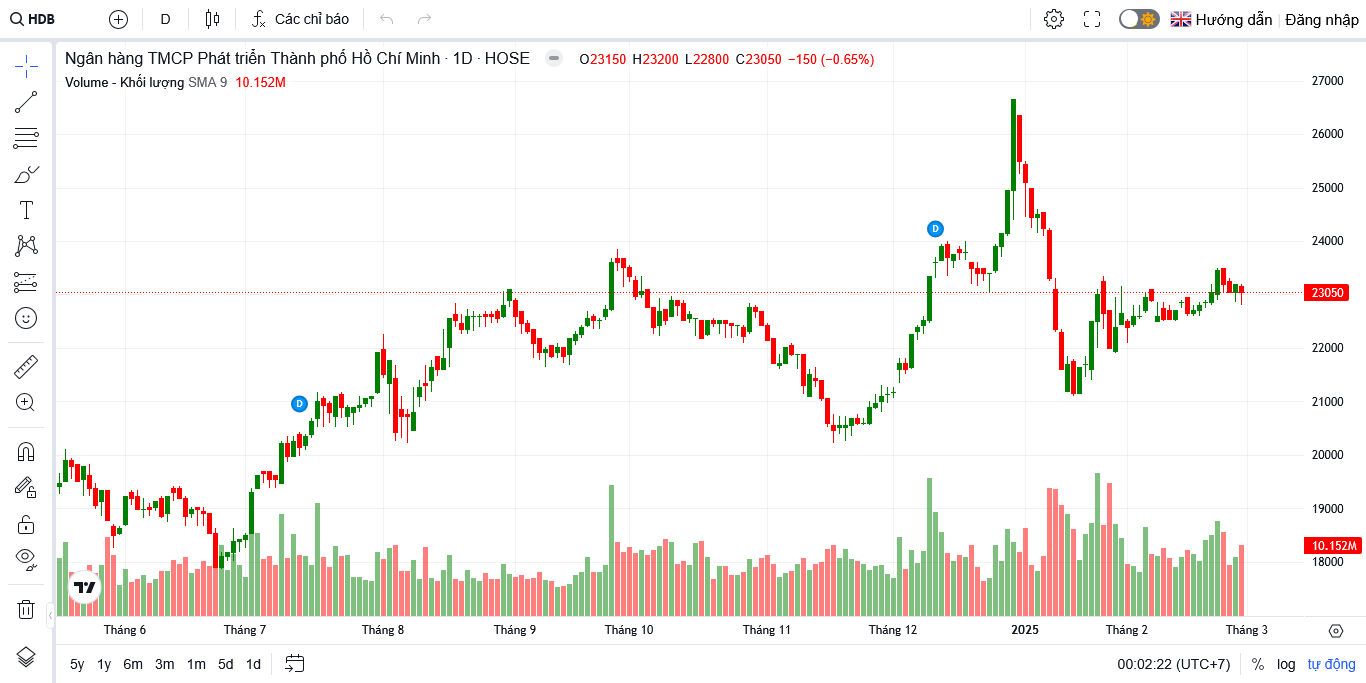 HDB D Các chỉ báo Hướng dẫn Đăng nhập
Ngân hàng TMCP Phát triển Thành phố Hồ Chí Minh · 1D · HOSE O23150 H23200 L22800 C23050 −150 (−0.65%)
Volume - Khối lượng SMA 9 10.152M
27000
26000
25000
D
24000
23050
22000
D
21000
20000
19000
10.152M
18000
Tháng 6 Tháng 7 Tháng 8 Tháng 9 Tháng 10 Tháng 11 Tháng 12 2025 Tháng 2 Tháng 3
5y 1y 6m 3m 1m 5d 1d 00:02:22 (UTC+7) % log tự động